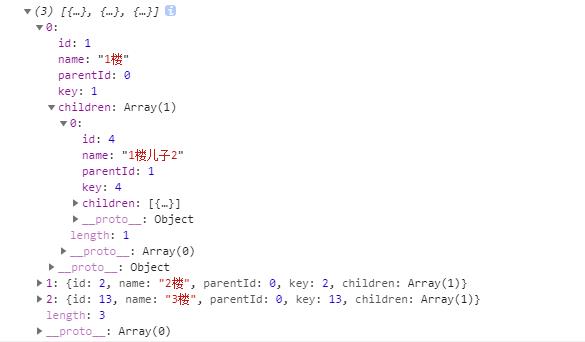 (3) [{…}, {…}, {…}] i
0:
id: 1
name: "1楼"
parentId: 0
key: 1
children: Array(1)
0:
id: 4
name: "1楼儿子2"
parentId: 1
key: 4
children: [{…}]
__proto__: Object
length: 1
__proto__: Array(0)
__proto__: Object
1: {id: 2, name: "2楼", parentId: 0, key: 2, children: Array(1)}
2: {id: 13, name: "3楼", parentId: 0, key: 13, children: Array(1)}
length: 3
__proto__: Array(0)